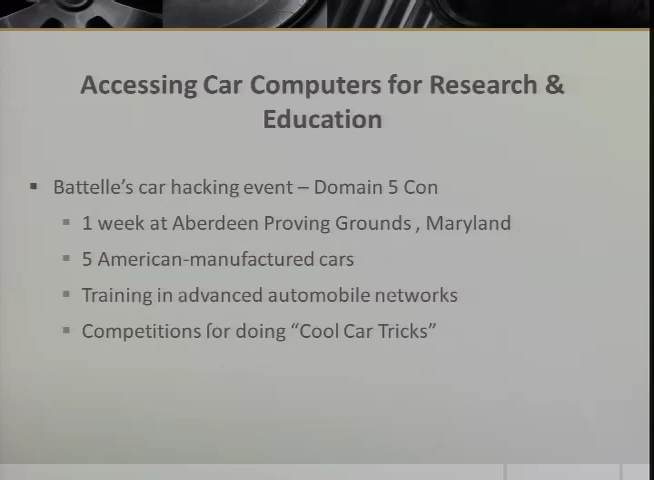 Accessing Car Computers for Research &
Education
Battelle's car hacking event – Domain 5 Con
1 week at Aberdeen Proving Grounds , Maryland
5 American-manufactured cars
Training in advanced automobile networks
Competitions for doing “Cool Car Tricks”